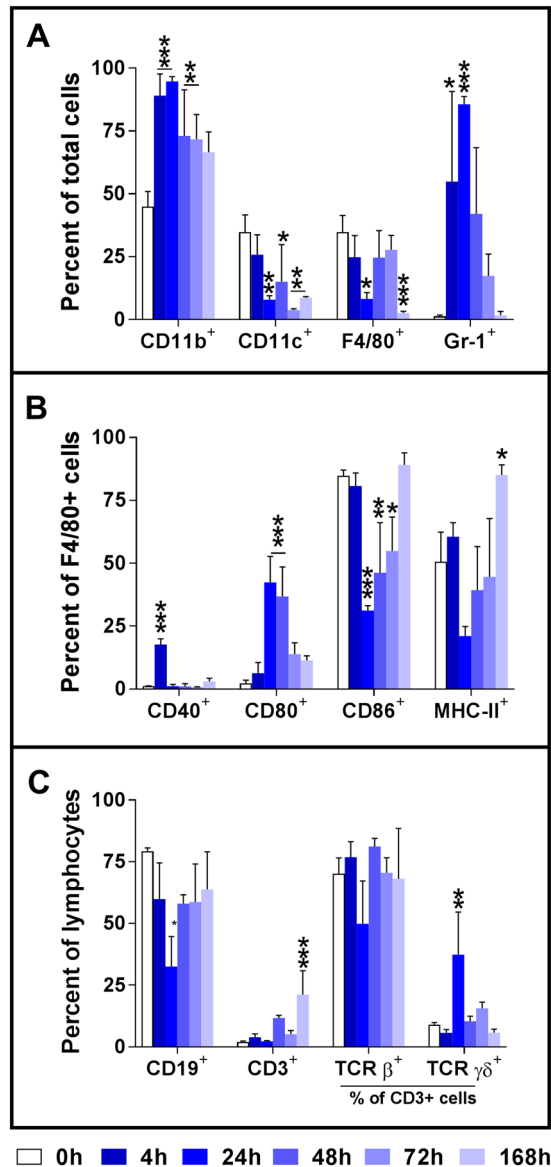 A
Percent of total cells
100
75
50
25
0
*** ** * ***
** * ** * ***
CD11b+ CD11c+ F4/80+ Gr-1+
B
Percent of F4/80+ cells
100
75
50
25
0
*** *** *** ** * *
CD40+ CD80+ CD86+ MHC-II+
C
Percent of lymphocytes
100
75
50
25
0
* *** **
CD19+ CD3+ TCR β+ TCR γδ+
% of CD3+ cells
0h 4h 24h 48h 72h 168h